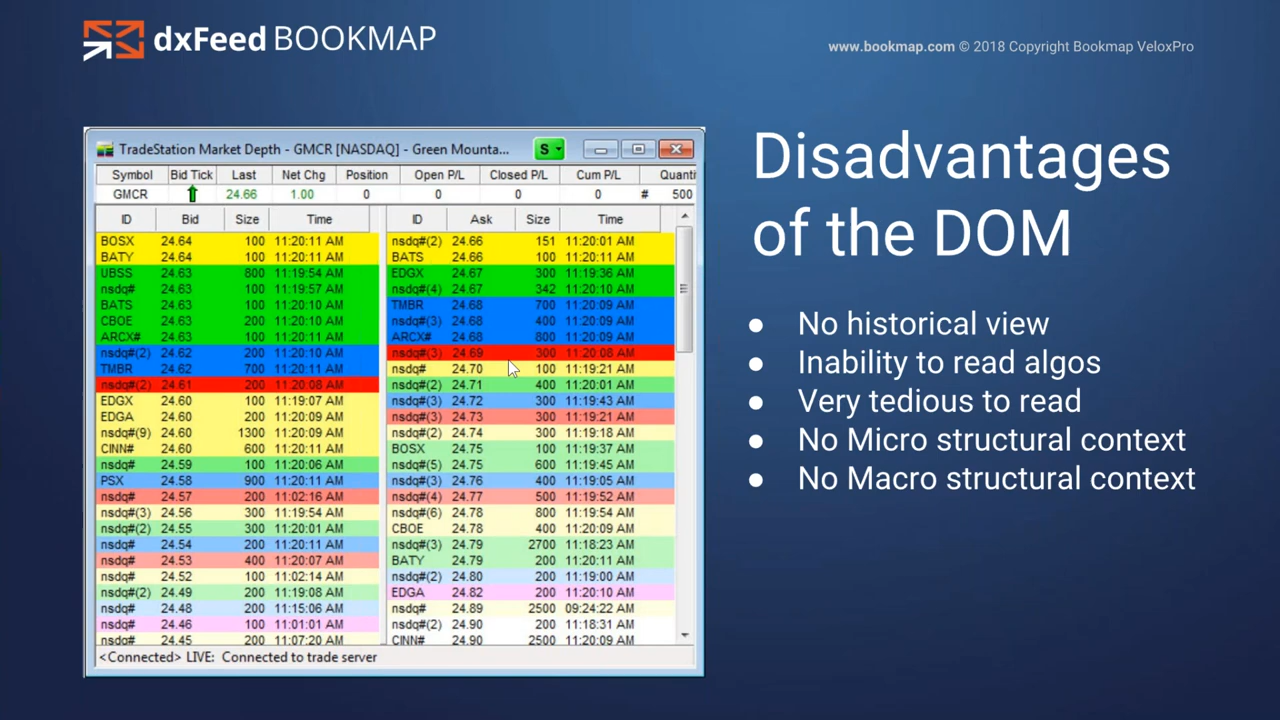 dxFeed BOOKMAP
www.bookmap.com © 2018 Copyright Bookmap VeloxPro
TradeStation Market Depth - GMCR [NASDAQ] - Green Mounta... S
Symbol Bid Tick Last Net Chg Position Open P/L Closed P/L Cum P/L Quanti
GMCR 24.66 1.00 0 0 0 0 # 500
ID Bid Size Time ID Ask Size Time
BOSX 24.64 100 11:20:11 AM nsdq#(2) 24.66 151 11:20:01 AM
BATY 24.64 100 11:20:11 AM BATS 24.66 100 11:20:11 AM
UBSS 24.63 800 11:19:54 AM EDGX 24.67 300 11:19:36 AM
nsdq# 24.63 100 11:19:57 AM nsdq#(4) 24.67 342 11:20:10 AM
BATS 24.63 100 11:20:10 AM TMBR 24.68 700 11:20:09 AM
CBOE 24.63 200 11:20:10 AM nsdq#(3) 24.68 400 11:20:09 AM
ARCX# 24.63 100 11:20:11 AM ARCX# 24.68 800 11:20:09 AM
nsdq#(2) 24.62 200 11:20:10 AM nsdq#(3) 24.69 300 11:20:08 AM
TMBR 24.62 700 11:20:11 AM nsdq# 24.70 100 11:19:21 AM
nsdq#(2) 24.61 200 11:20:08 AM nsdq#(2) 24.71 400 11:20:01 AM
EDGX 24.60 100 11:19:07 AM nsdq#(3) 24.72 300 11:19:43 AM
EDGA 24.60 200 11:20:09 AM nsdq#(3) 24.73 300 11:19:21 AM
nsdq#(9) 24.60 1300 11:20:09 AM nsdq#(2) 24.74 300 11:19:18 AM
CINN# 24.60 600 11:20:11 AM BOSX 24.75 100 11:19:37 AM
nsdq# 24.59 100 11:20:06 AM nsdq#(5) 24.75 600 11:19:45 AM
PSX 24.58 900 11:20:11 AM nsdq#(3) 24.76 400 11:19:05 AM
nsdq# 24.57 200 11:02:16 AM nsdq#(4) 24.77 500 11:19:52 AM
nsdq#(3) 24.56 300 11:19:54 AM nsdq#(6) 24.78 800 11:19:54 AM
nsdq#(2) 24.55 300 11:20:01 AM CBOE 24.78 400 11:20:09 AM
nsdq# 24.54 200 11:20:11 AM nsdq#(3) 24.79 2700 11:18:23 AM
nsdq# 24.53 400 11:20:07 AM BATY 24.79 200 11:20:11 AM
nsdq# 24.52 100 11:02:14 AM nsdq#(2) 24.80 200 11:19:00 AM
nsdq#(2) 24.49 200 11:19:08 AM EDGA 24.82 200 11:20:10 AM
nsdq# 24.48 200 11:15:06 AM nsdq# 24.89 2500 09:24:22 AM
nsdq# 24.46 100 11:01:01 AM nsdq#(2) 24.90 200 11:18:31 AM
nsdq# 24.45 200 11:07:20 AM CINN# 24.90 2500 11:20:09 AM
<Connected> LIVE: Connected to trade server
Disadvantages
of the DOM
● No historical view
● Inability to read algos
● Very tedious to read
● No Micro structural context
● No Macro structural context